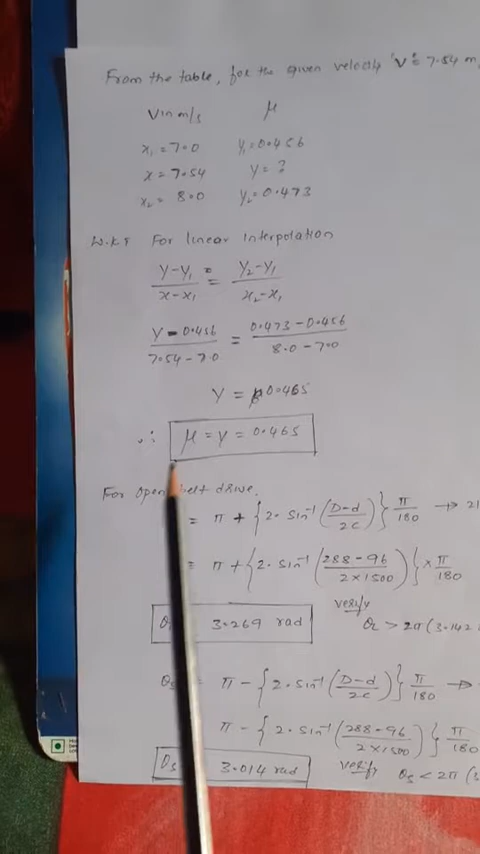 From the table, for the given velocity 'V' = 7.54 m
V in m/s μ
x₁ = 7.0 y₁ = 0.456
x = 7.54 y = ?
x₂ = 8.0 y₂ = 0.473
W.K.T For linear interpolation
(y - y₁)/(x - x₁) = (y₂ - y₁)/(x₂ - x₁)
(y - 0.456)/(7.54 - 7.0) = (0.473 - 0.456)/(8.0 - 7.0)
y = 0.465
∴ μ = y = 0.465
For Open belt drive.
= π + {2. sin⁻¹ ((D-d)/2c)} π/180 → 21
= π + {2. sin⁻¹ ((288-96)/(2×1500))} × π/180
3.269 rad
verify
θL > 2π (3.142
θs = π - {2. sin⁻¹ ((D-d)/2c)} π/180 →
π - {2. sin⁻¹ ((288-96)/(2×1500))} π/180
θs 3.014 rad
verify θs < 2π (3